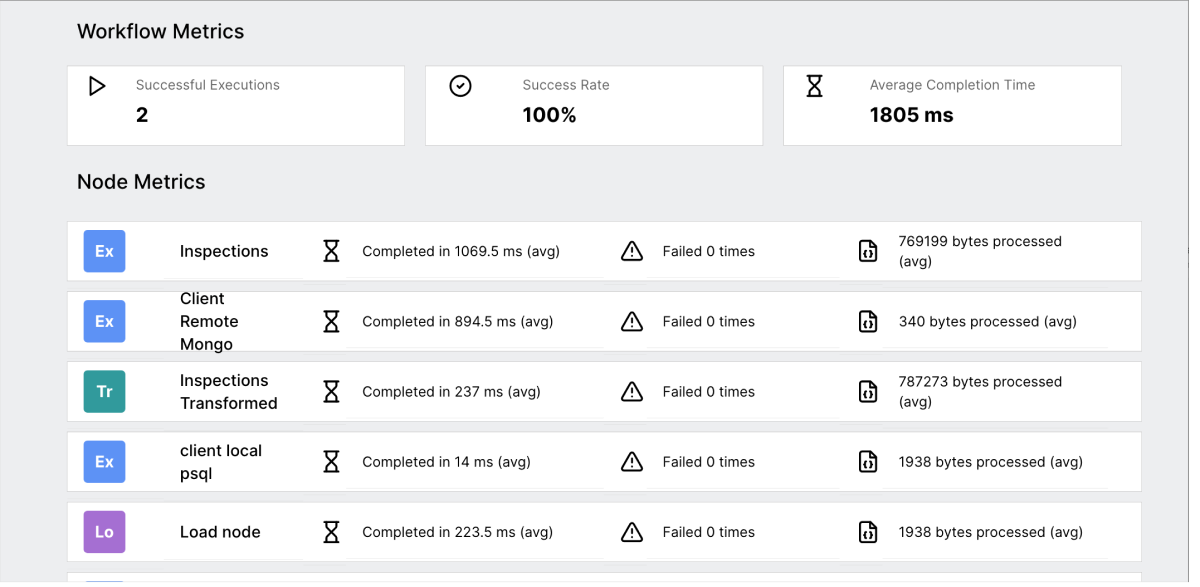 Workflow Metrics
Successful Executions
2
Success Rate
100%
Average Completion Time
1805 ms
Node Metrics
Ex
Inspections
Completed in 1069.5 ms (avg)
Failed 0 times
769199 bytes processed
(avg)
Ex
Client
Remote
Mongo
Completed in 894.5 ms (avg)
Failed 0 times
340 bytes processed (avg)
Tr
Inspections
Transformed
Completed in 237 ms (avg)
Failed 0 times
787273 bytes processed
(avg)
Ex
client local
psql
Completed in 14 ms (avg)
Failed 0 times
1938 bytes processed (avg)
Lo
Load node
Completed in 223.5 ms (avg)
Failed 0 times
1938 bytes processed (avg)